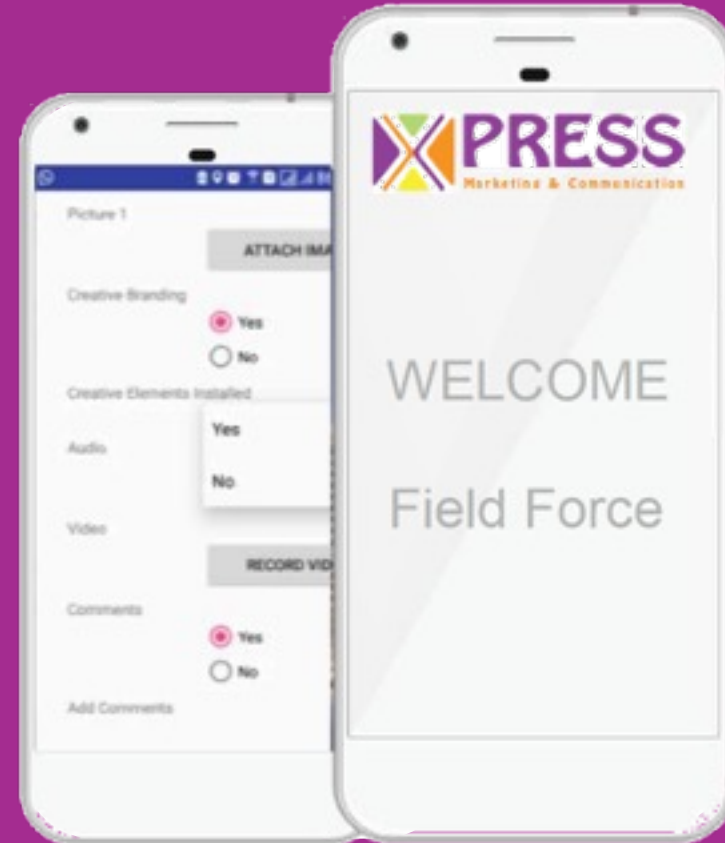 Picture 1
ATTACH IMA
Creative Branding
Yes
No
Creative Elements Installed
Yes
Audio
No
Video
RECORD VID
Comments
Yes
No
Add Comments
XPRESS
Marketing & Communication
WELCOME
Field Force